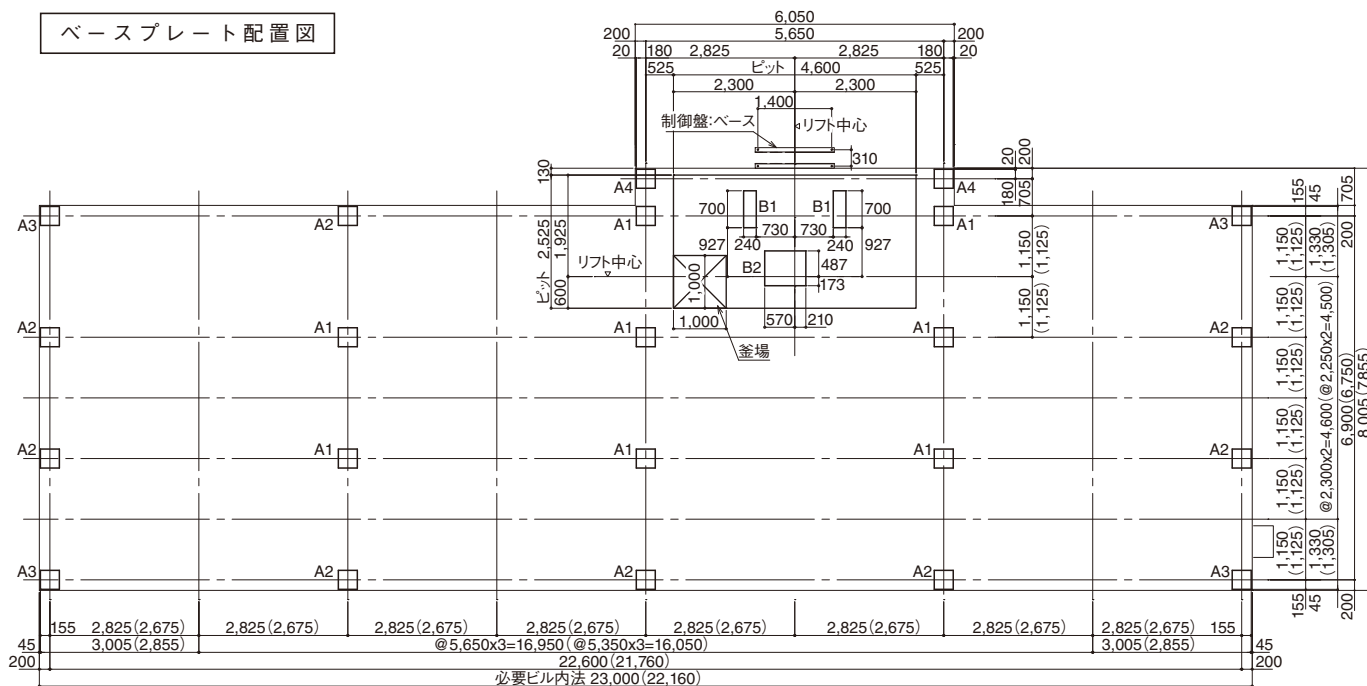 ベースプレート配置図
6,050
200 5,650 200
20 180 2,825 2,825 180 20
525 ピット 4,600 525
2,300 2,300
1,400
制御盤:ベース
リフト中心
310
20 200
180 705
130
A4 A4
155 45 705
A3 A2 A1 700 B1 B1 700 A1 A3
240 730 730 240
927 927
ピット 2,525 1,925
600
リフト中心
B2 487
173
1,000
1,000 570 210
釜場
1,150 (1,125)
1,150 (1,125)
1,150 (1,125) 1,330 (1,305) 200
A2 A1 A1 A1 A2
1,150 (1,125)
1,150 (1,125)
@2,300x2=4,600(@2,250x2=4,500)
6,900(6,750)
8,005(7,855)
A2 A1 A1 A1 A2
1,150 (1,125)
1,150 (1,125)
1,150 (1,125) 1,330 (1,305)
A3 A2 A2 A2 A3
155 45 200
155 2,825(2,675) 2,825(2,675) 2,825(2,675) 2,825(2,675) 2,825(2,675) 2,825(2,675) 2,825(2,675) 2,825(2,675) 155
45 3,005(2,855) @5,650x3=16,950(@5,350x3=16,050) 3,005(2,855) 45
200 22,600(21,760) 200
必要ビル内法 23,000(22,160)